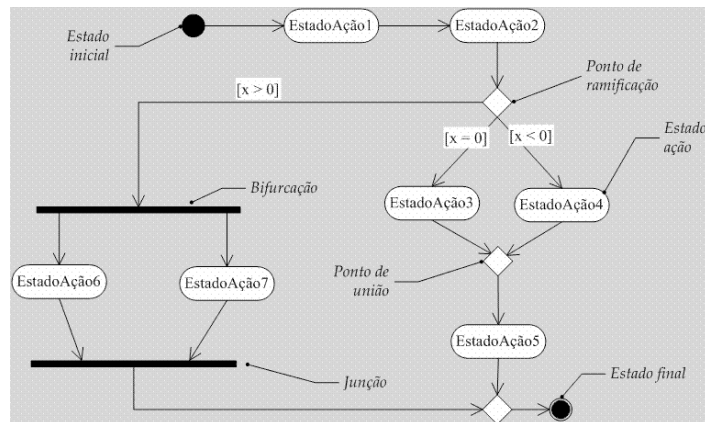 Estado
inicial
EstadoAção1
EstadoAção2
[x > 0]
Ponto de
ramificação
[x = 0]
[x < 0]
Estado
ação
Bifurcação
EstadoAção3
EstadoAção4
EstadoAção6
EstadoAção7
Ponto de
união
EstadoAção5
Junção
Estado final